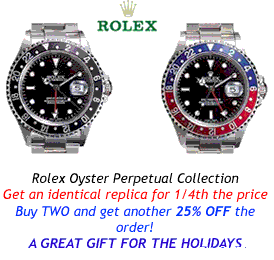 ROLEX
Rolex Oyster Perpetual Collection
Get an identical replica for 1/4th the price
Buy TWO and get another 25% OFF the
order!
A GREAT GIFT FOR THE HOLIDAYS.